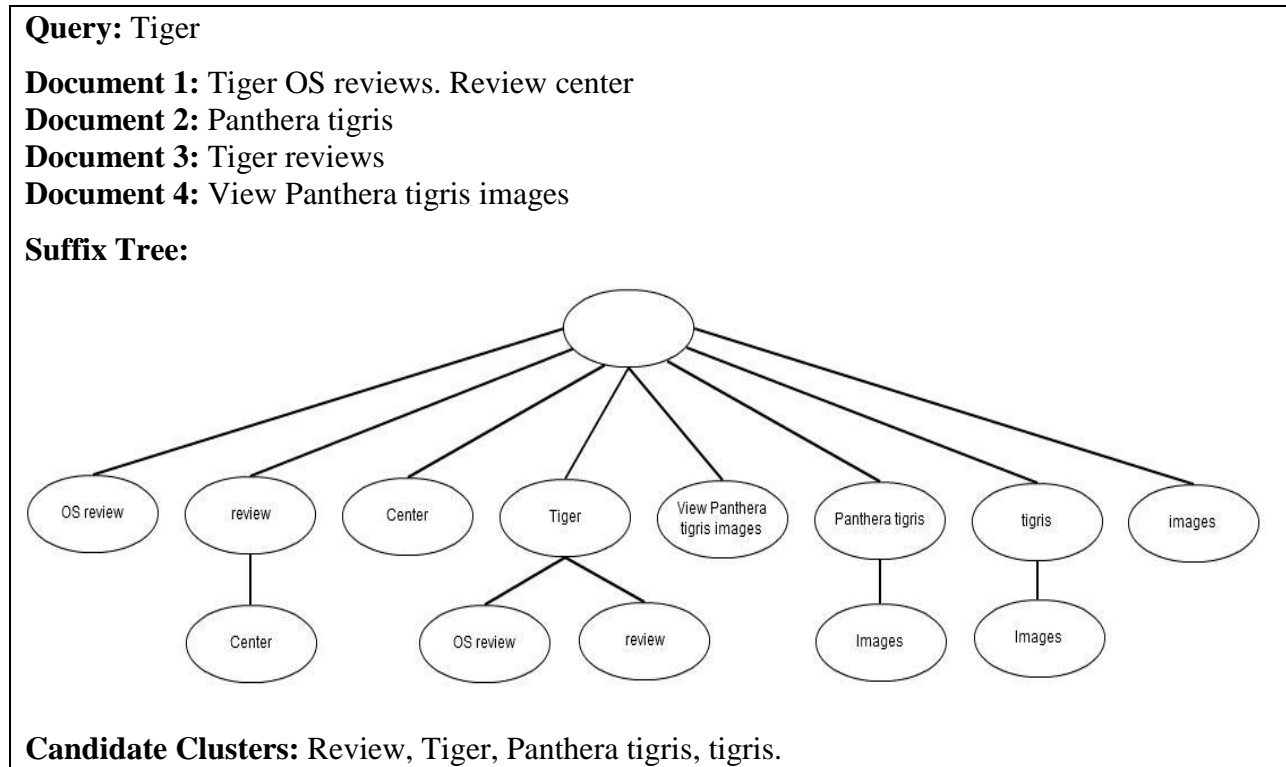 Query: Tiger
Document 1: Tiger OS reviews. Review center
Document 2: Panthera tigris
Document 3: Tiger reviews
Document 4: View Panthera tigris images
Suffix Tree:
OS review
review
Center
Tiger
View Panthera
tigris images
Panthera tigris
tigris
images
Center
OS review
review
Images
Images
Candidate Clusters: Review, Tiger, Panthera tigris, tigris.